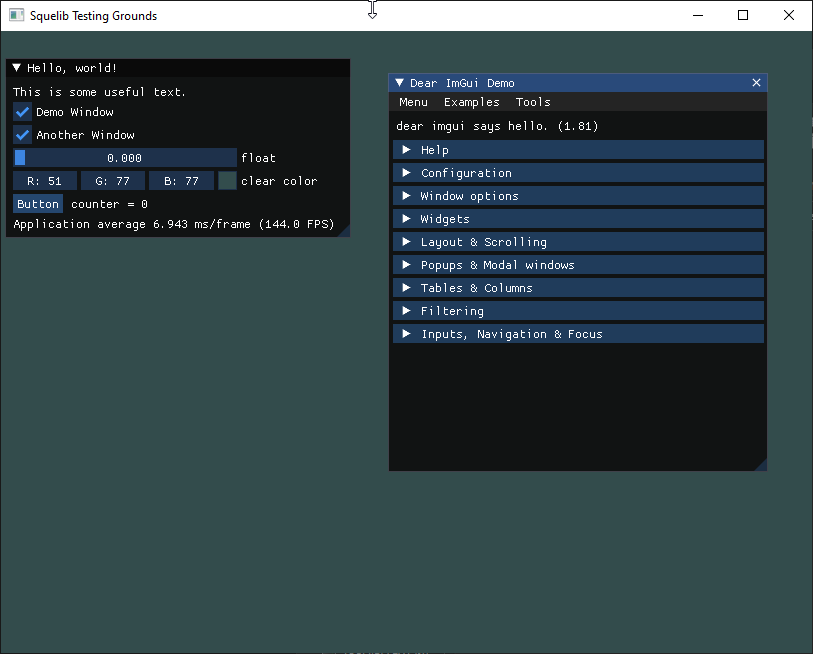 Squelib Testing Grounds
Hello, world!
This is some useful text.
Demo Window
Another Window
0.000 float
R: 51 G: 77 B: 77 clear color
Button counter = 0
Application average 6.943 ms/frame (144.0 FPS)
Dear ImGui Demo
Menu Examples Tools
dear imgui says hello. (1.81)
Help
Configuration
Window options
Widgets
Layout & Scrolling
Popups & Modal windows
Tables & Columns
Filtering
Inputs, Navigation & Focus